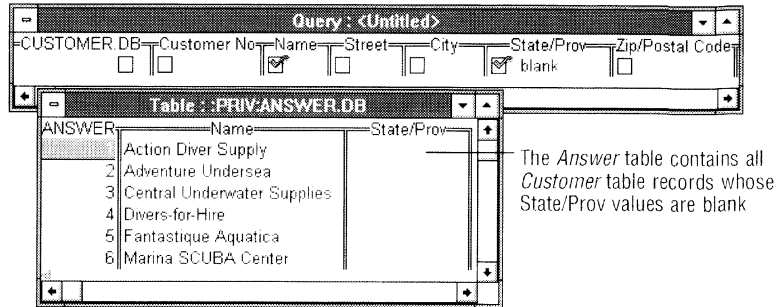 Query : <Untitled>
CUSTOMER.DB Customer No Name Street City State/Prov Zip/Postal Code
blank
Table : :PRIV:ANSWER.DB
ANSWER Name State/Prov
1 Action Diver Supply
2 Adventure Undersea
3 Central Underwater Supplies
4 Divers-for-Hire
5 Fantastique Aquatica
6 Marina SCUBA Center
The Answer table contains all
Customer table records whose
State/Prov values are blank